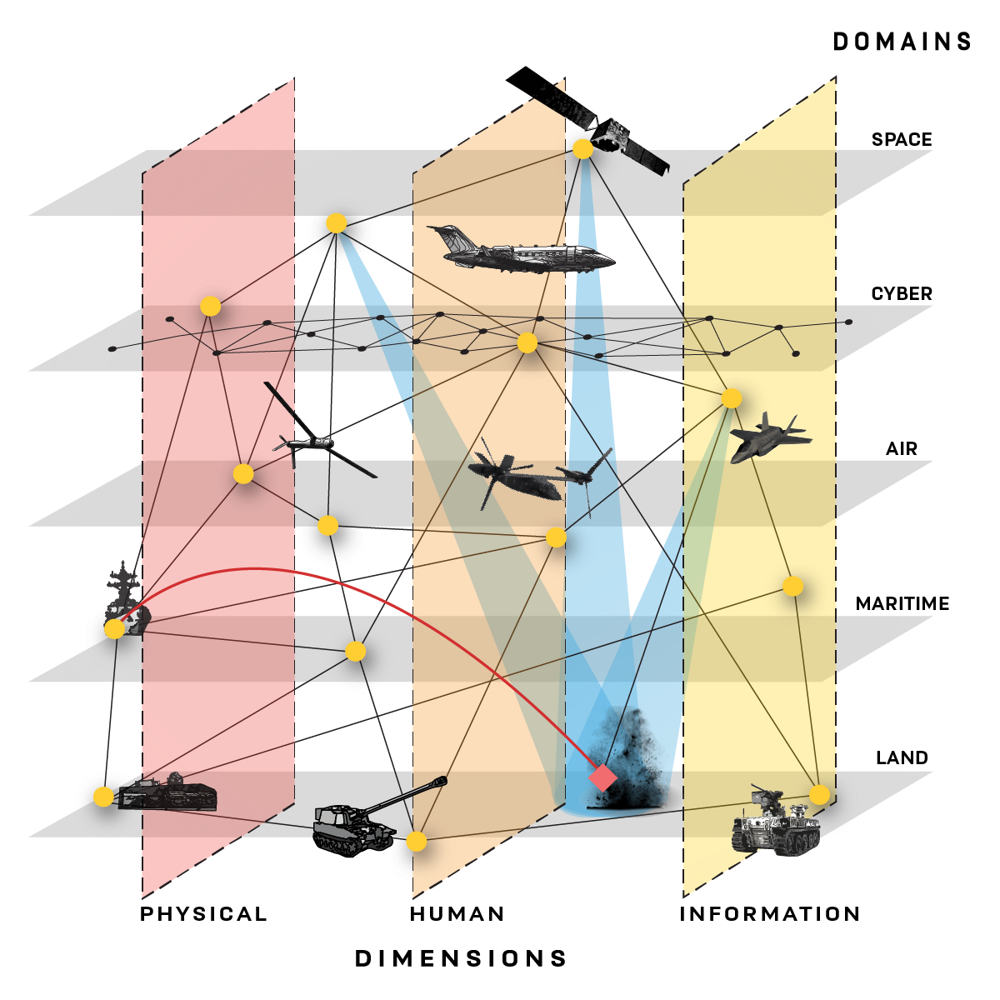 DOMAINS
SPACE
CYBER
AIR
MARITIME
LAND
PHYSICAL
HUMAN
INFORMATION
DIMENSIONS